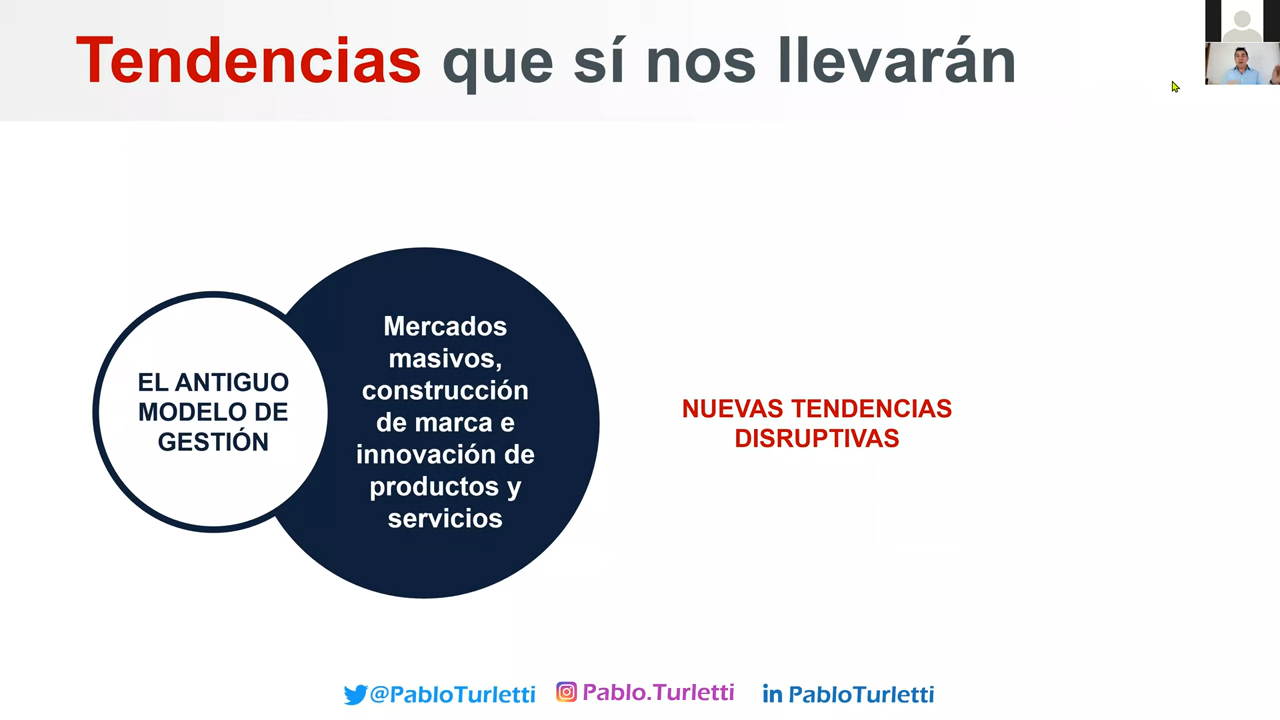 Tendencias que sí nos llevarán
EL ANTIGUO
MODELO DE
GESTIÓN
Mercados
masivos,
construcción
de marca e
innovación de
productos y
servicios
NUEVAS TENDENCIAS
DISRUPTIVAS
@PabloTurletti Pablo.Turletti in PabloTurletti